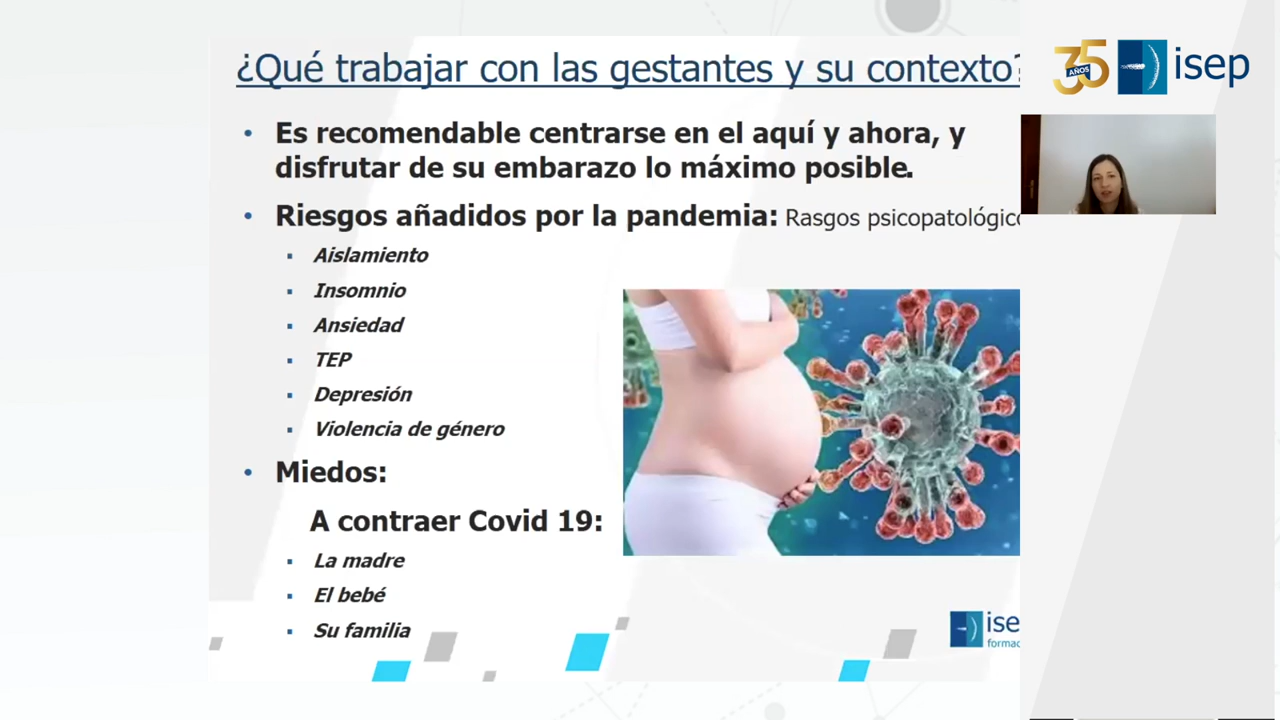 ¿Qué trabajar con las gestantes y su contexto?
35 AÑOS isep
• Es recomendable centrarse en el aquí y ahora, y
disfrutar de su embarazo lo máximo posible.
• Riesgos añadidos por la pandemia: Rasgos psicopatológico
▪ Aislamiento
▪ Insomnio
▪ Ansiedad
▪ TEP
▪ Depresión
▪ Violencia de género
• Miedos:
A contraer Covid 19:
▪ La madre
▪ El bebé
▪ Su familia
ise
formac